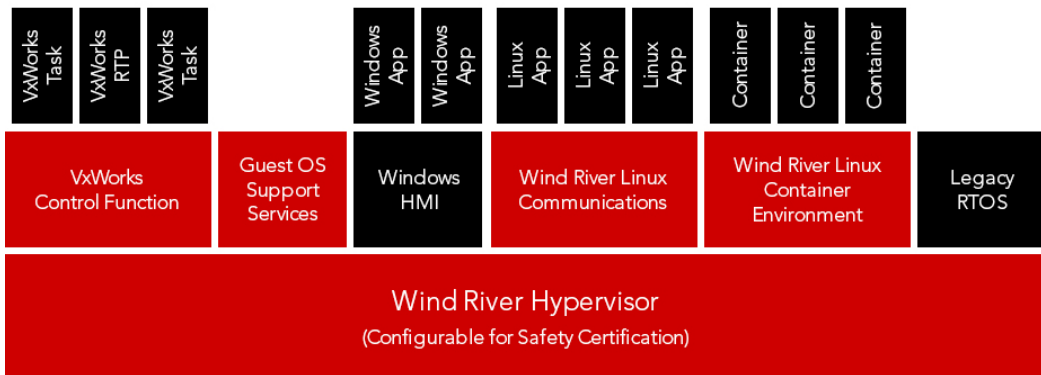 VxWorks
Task
VxWorks
RTP
VxWorks
Task
Windows
App
Windows
App
Linux
App
Linux
App
Linux
App
Container
Container
Container
VxWorks
Control Function
Guest OS
Support
Services
Windows
HMI
Wind River Linux
Communications
Wind River Linux
Container
Environment
Legacy
RTOS
Wind River Hypervisor
(Configurable for Safety Certification)